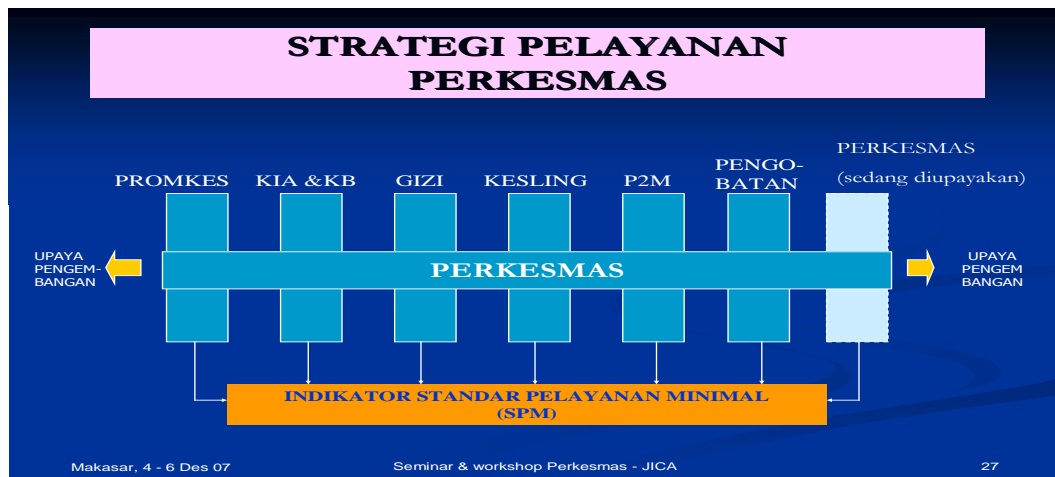 STRATEGI PELAYANAN
PERKESMAS
PERKESMAS
(sedang diupayakan)
PROMKES
KIA &KB
GIZI
KESLING
P2M
PENGO-
BATAN
UPAYA
PENGEM-
BANGAN
PERKESMAS
UPAYA
PENGEM
BANGAN
INDIKATOR STANDAR PELAYANAN MINIMAL
(SPM)
Makasar, 4 - 6 Des 07
Seminar & workshop Perkesmas - JICA
27